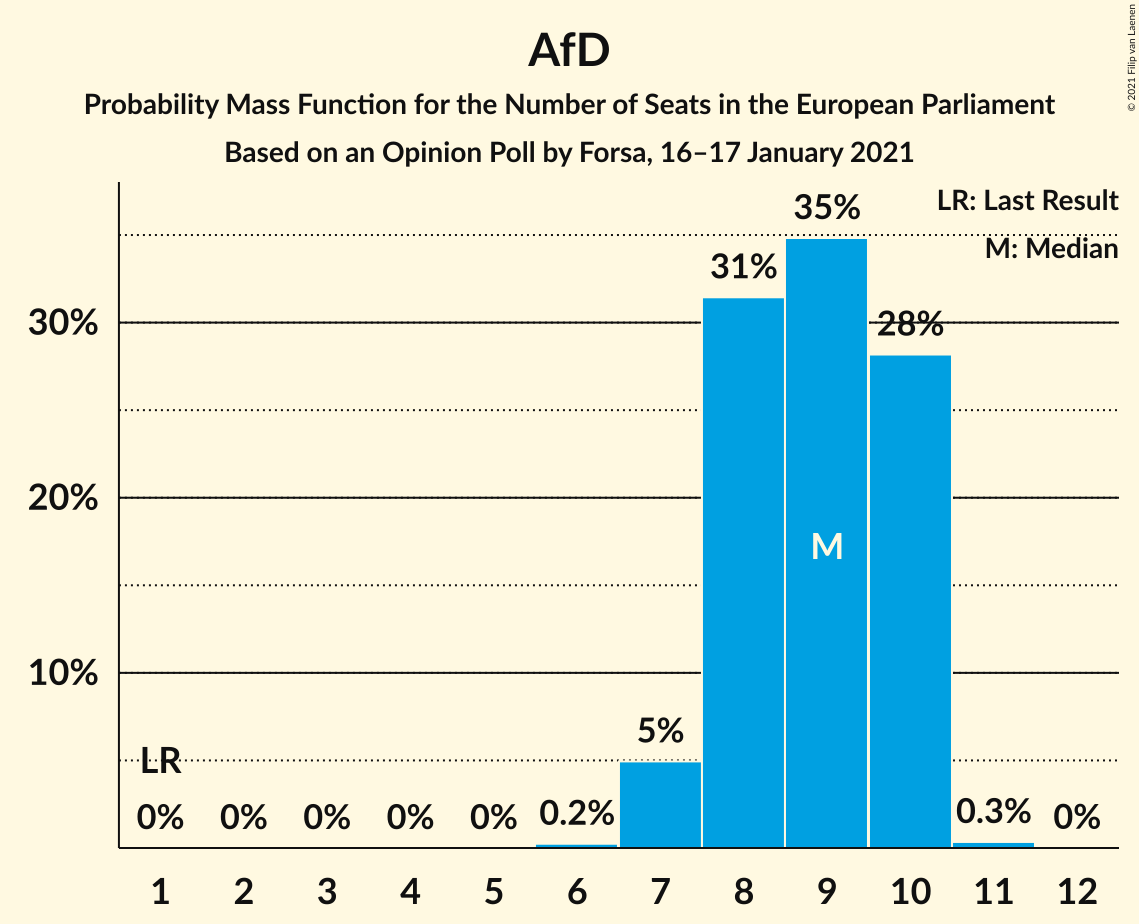 © 2021 Filip van Laenen
AfD
Probability Mass Function for the Number of Seats in the European Parliament
Based on an Opinion Poll by Forsa, 16–17 January 2021
LR: Last Result
M: Median
35%
31%
28%
30%
20%
M
10%
5%
LR
0% 0% 0% 0% 0% 0.2% 0.3% 0%
1 2 3 4 5 6 7 8 9 10 11 12